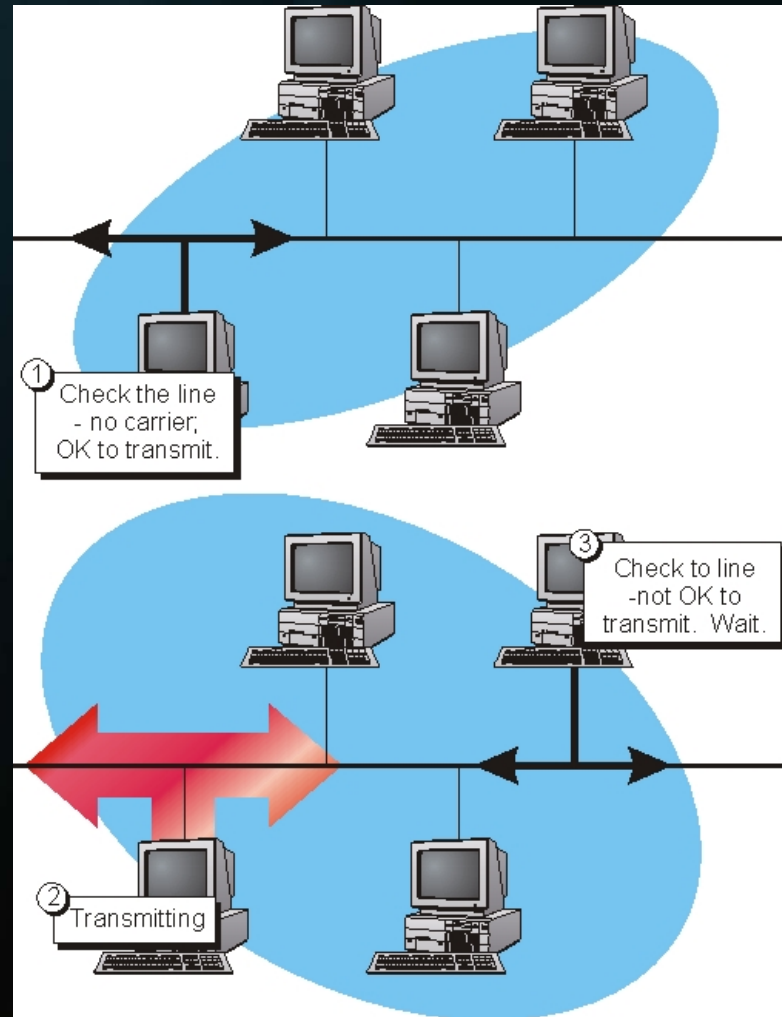 1
Check the line
- no carrier;
OK to transmit.
3
Check to line
-not OK to
transmit. Wait.
2
Transmitting